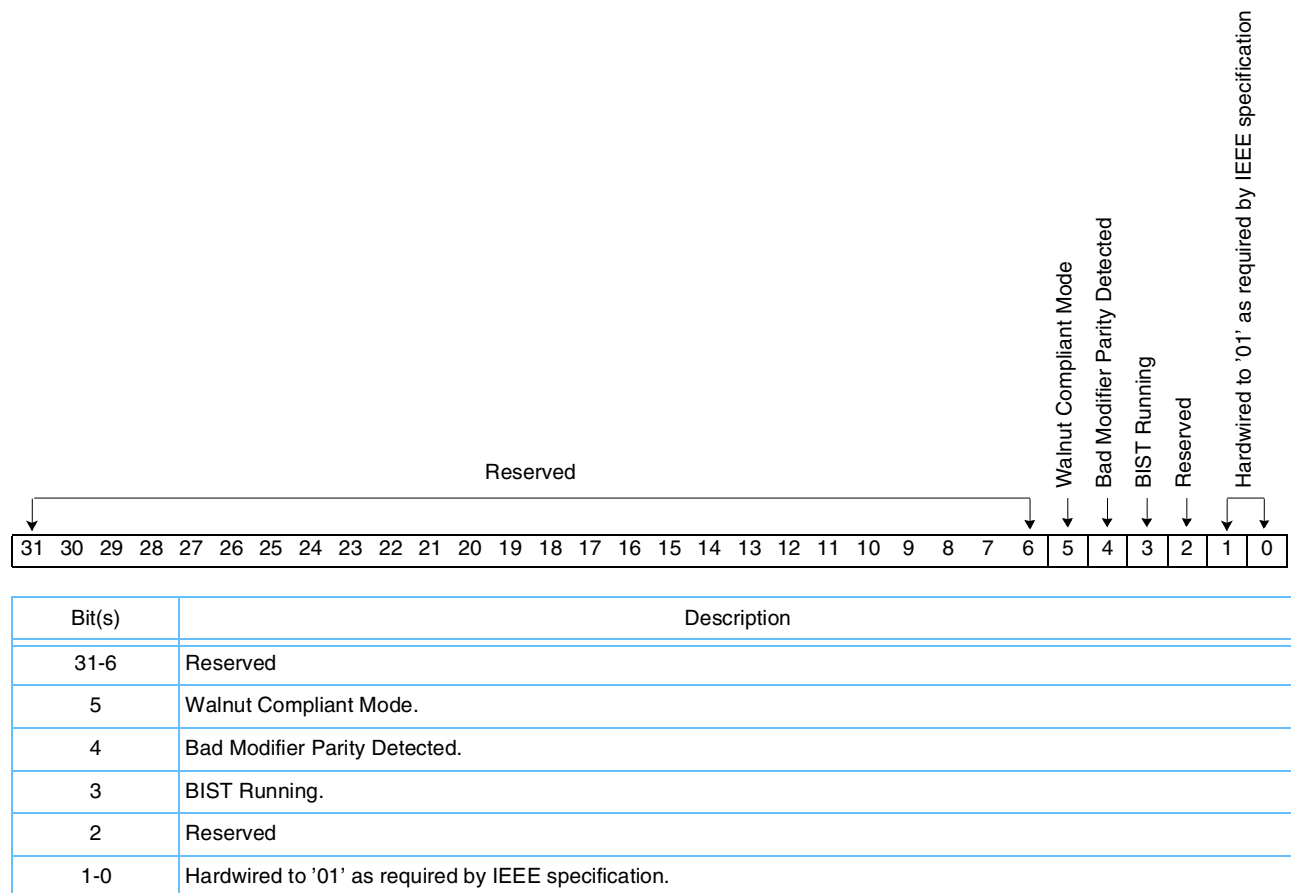 Hardwired to ’01’ as required by IEEE specification
Walnut Compliant Mode
Bad Modifier Parity Detected
BIST Running
Reserved
Reserved
31 30 29 28 27 26 25 24 23 22 21 20 19 18 17 16 15 14 13 12 11 10 9 8 7 6 5 4 3 2 1 0
Bit(s) Description
31-6 Reserved
5 Walnut Compliant Mode.
4 Bad Modifier Parity Detected.
3 BIST Running.
2 Reserved
1-0 Hardwired to ’01’ as required by IEEE specification.